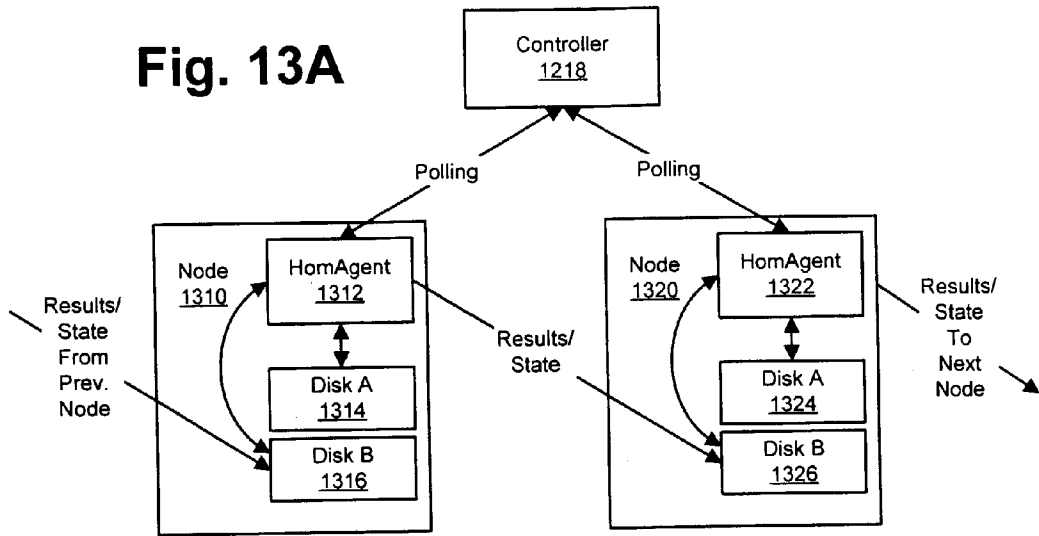 Fig. 13A
Controller
1218
Polling
Polling
Node
1310
HomAgent
1312
Disk A
1314
Disk B
1316
Results/
State
From
Prev.
Node
Results/
State
Node
1320
HomAgent
1322
Disk A
1324
Disk B
1326
Results/
State
To
Next
Node